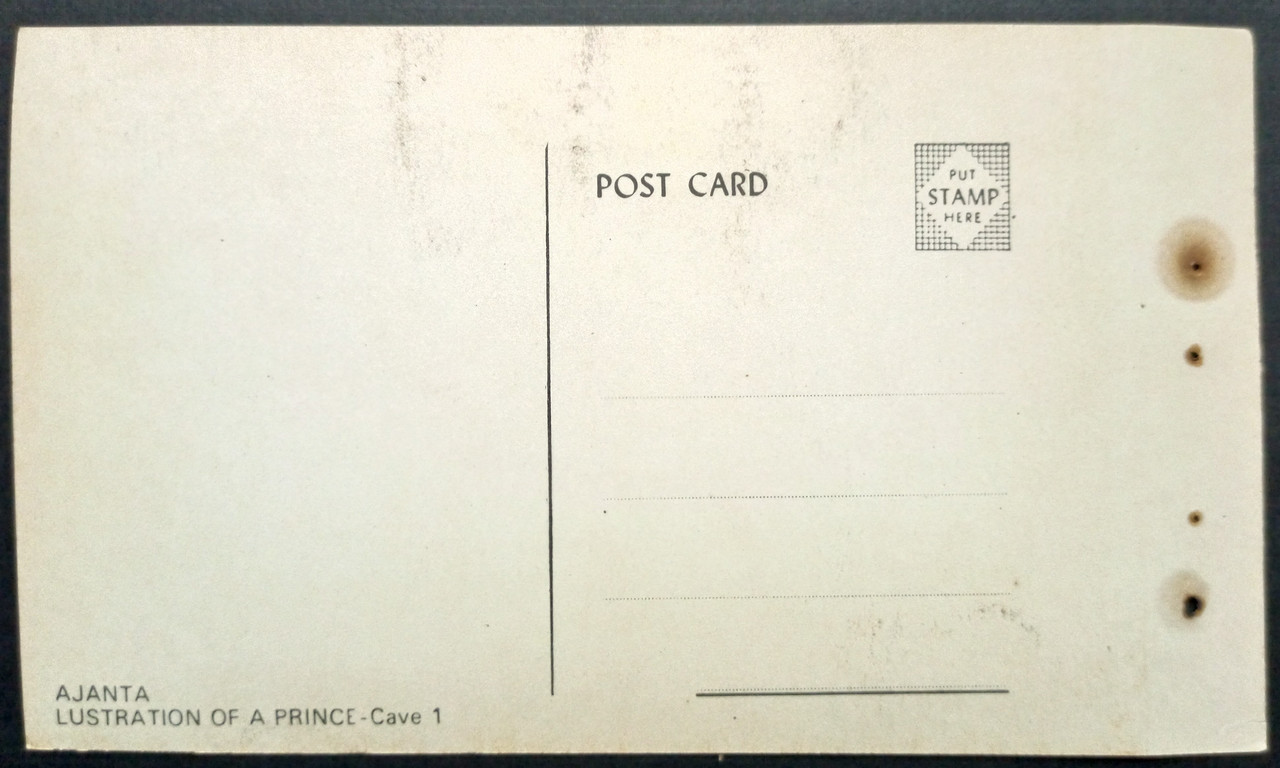 POST CARD
PUT
STAMP
HERE
AJANTA
LUSTRATION OF A PRINCE-Cave 1